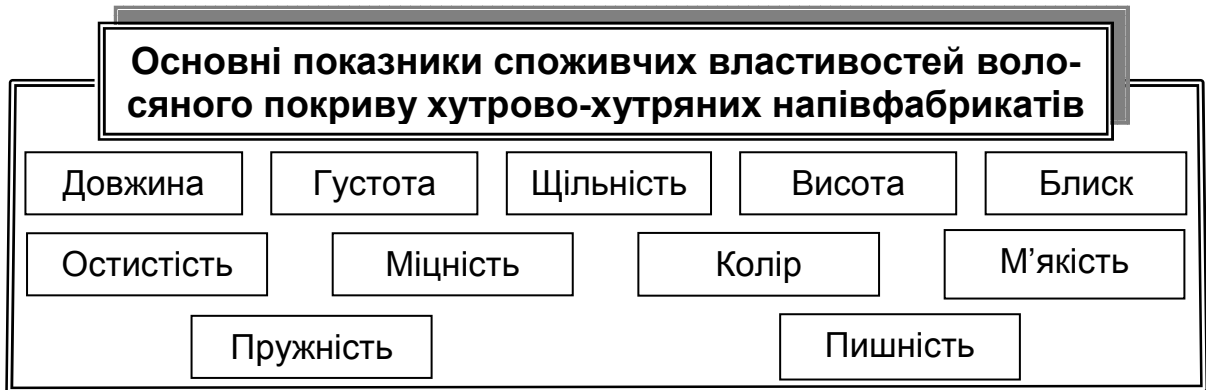 Основні показники споживчих властивостей воло-
сяного покриву хутрово-хутряних напівфабрикатів
Довжина Густота Щільність Висота Блиск
Остистість Міцність Колір М’якість
Пружність Пишність